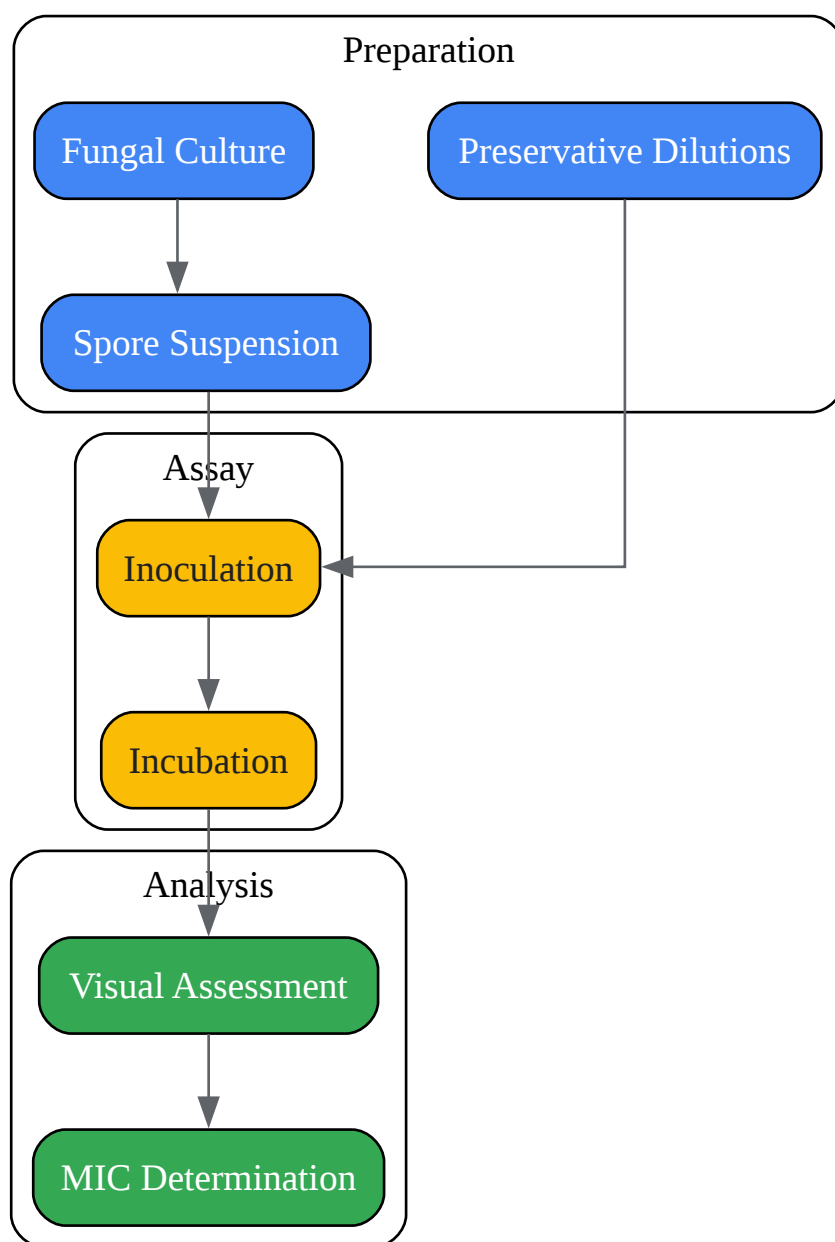 Preparation
Fungal Culture
Preservative Dilutions
Spore Suspension
Assay
Inoculation
Incubation
Analysis
Visual Assessment
MIC Determination